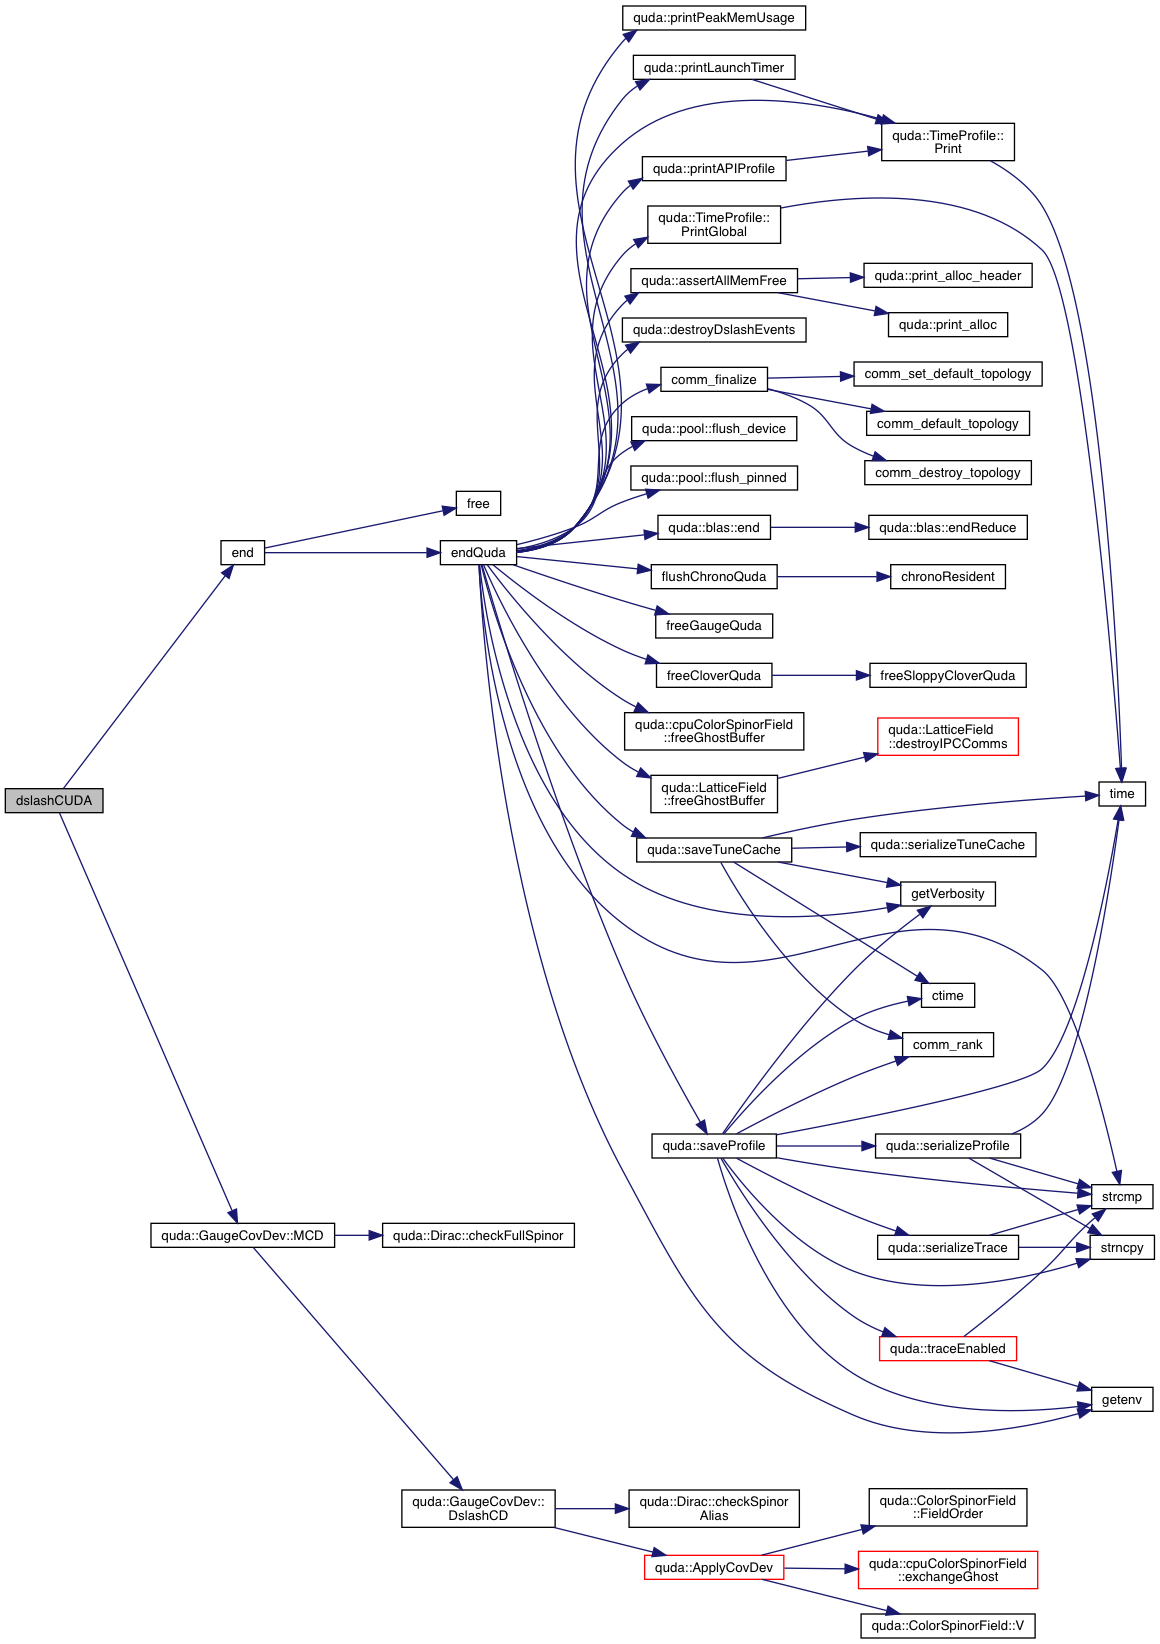 quda::printPeakMemUsage
quda::printLaunchTimer
quda::TimeProfile::
Print
quda::printAPIProfile
quda::TimeProfile::
PrintGlobal
quda::assertAllMemFree
quda::print_alloc_header
quda::print_alloc
quda::destroyDslashEvents
comm_finalize
comm_set_default_topology
comm_default_topology
comm_destroy_topology
quda::pool::flush_device
quda::pool::flush_pinned
free
quda::blas::end
quda::blas::endReduce
end
endQuda
flushChronoQuda
chronoResident
freeGaugeQuda
freeCloverQuda
freeSloppyCloverQuda
quda::cpuColorSpinorField
::freeGhostBuffer
quda::LatticeField
::destroyIPCComms
quda::LatticeField
::freeGhostBuffer
time
dslashCUDA
quda::saveTuneCache
quda::serializeTuneCache
getVerbosity
ctime
comm_rank
quda::saveProfile
quda::serializeProfile
strcmp
quda::GaugeCovDev::MCD
quda::Dirac::checkFullSpinor
quda::serializeTrace
strncpy
quda::traceEnabled
getenv
quda::GaugeCovDev::
DslashCD
quda::Dirac::checkSpinor
Alias
quda::ColorSpinorField
::FieldOrder
quda::ApplyCovDev
quda::cpuColorSpinorField
::exchangeGhost
quda::ColorSpinorField::V